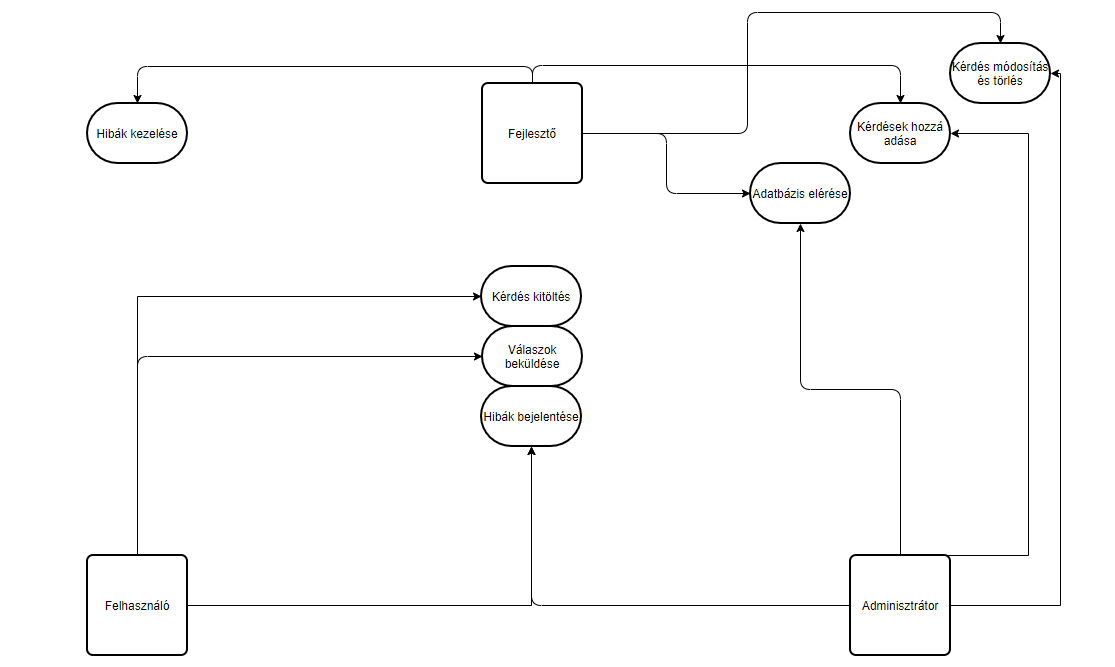 Kérdés módosítás
és törlés
Hibák kezelése
Fejlesztő
Kérdések hozzá
adása
Adatbázis elérése
Kérdés kitöltés
Válaszok
beküldése
Hibák bejelentése
Felhasználó
Adminisztrátor